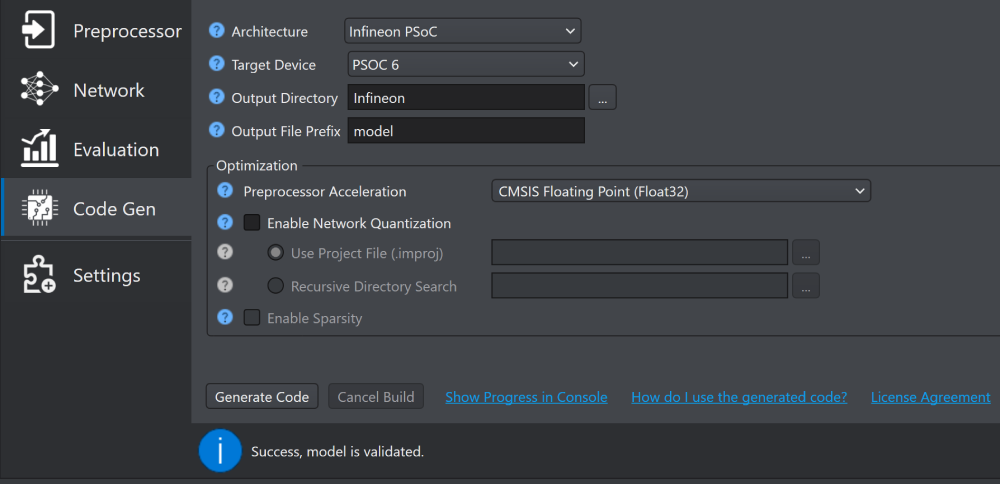 Preprocessor
Network
Evaluation
Code Gen
Settings
? Architecture Infineon PSoC
? Target Device PSOC 6
? Output Directory Infineon ...
? Output File Prefix model
Optimization
? Preprocessor Acceleration CMSIS Floating Point (Float32)
? Enable Network Quantization
? Use Project File (.improj) ...
? Recursive Directory Search ...
? Enable Sparsity
Generate Code Cancel Build Show Progress in Console How do I use the generated code? License Agreement
i Success, model is validated.